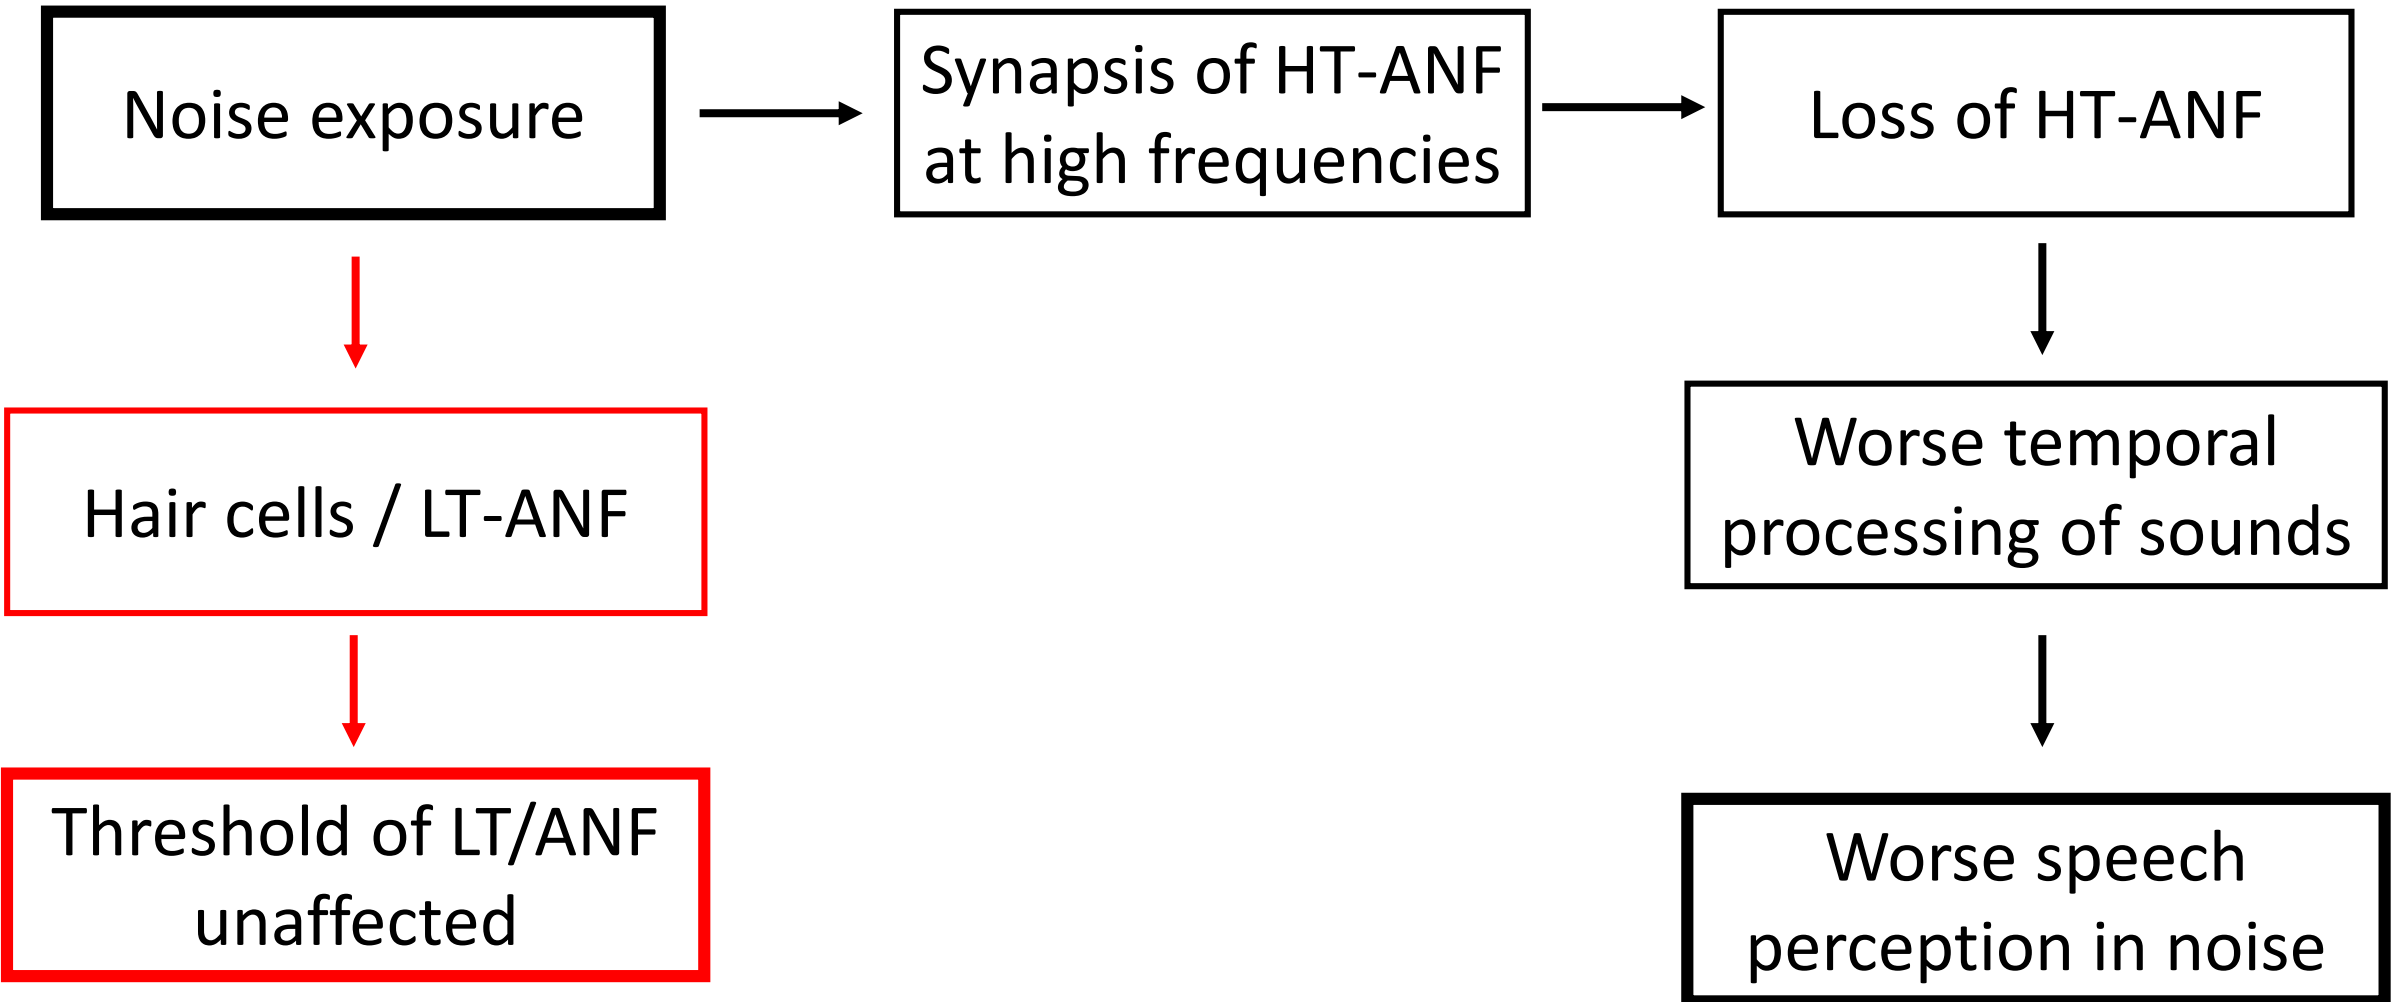 Noise exposure
Synapsis of HT-ANF
at high frequencies
Loss of HT-ANF
Hair cells / LT-ANF
Worse temporal
processing of sounds
Threshold of LT/ANF
unaffected
Worse speech
perception in noise